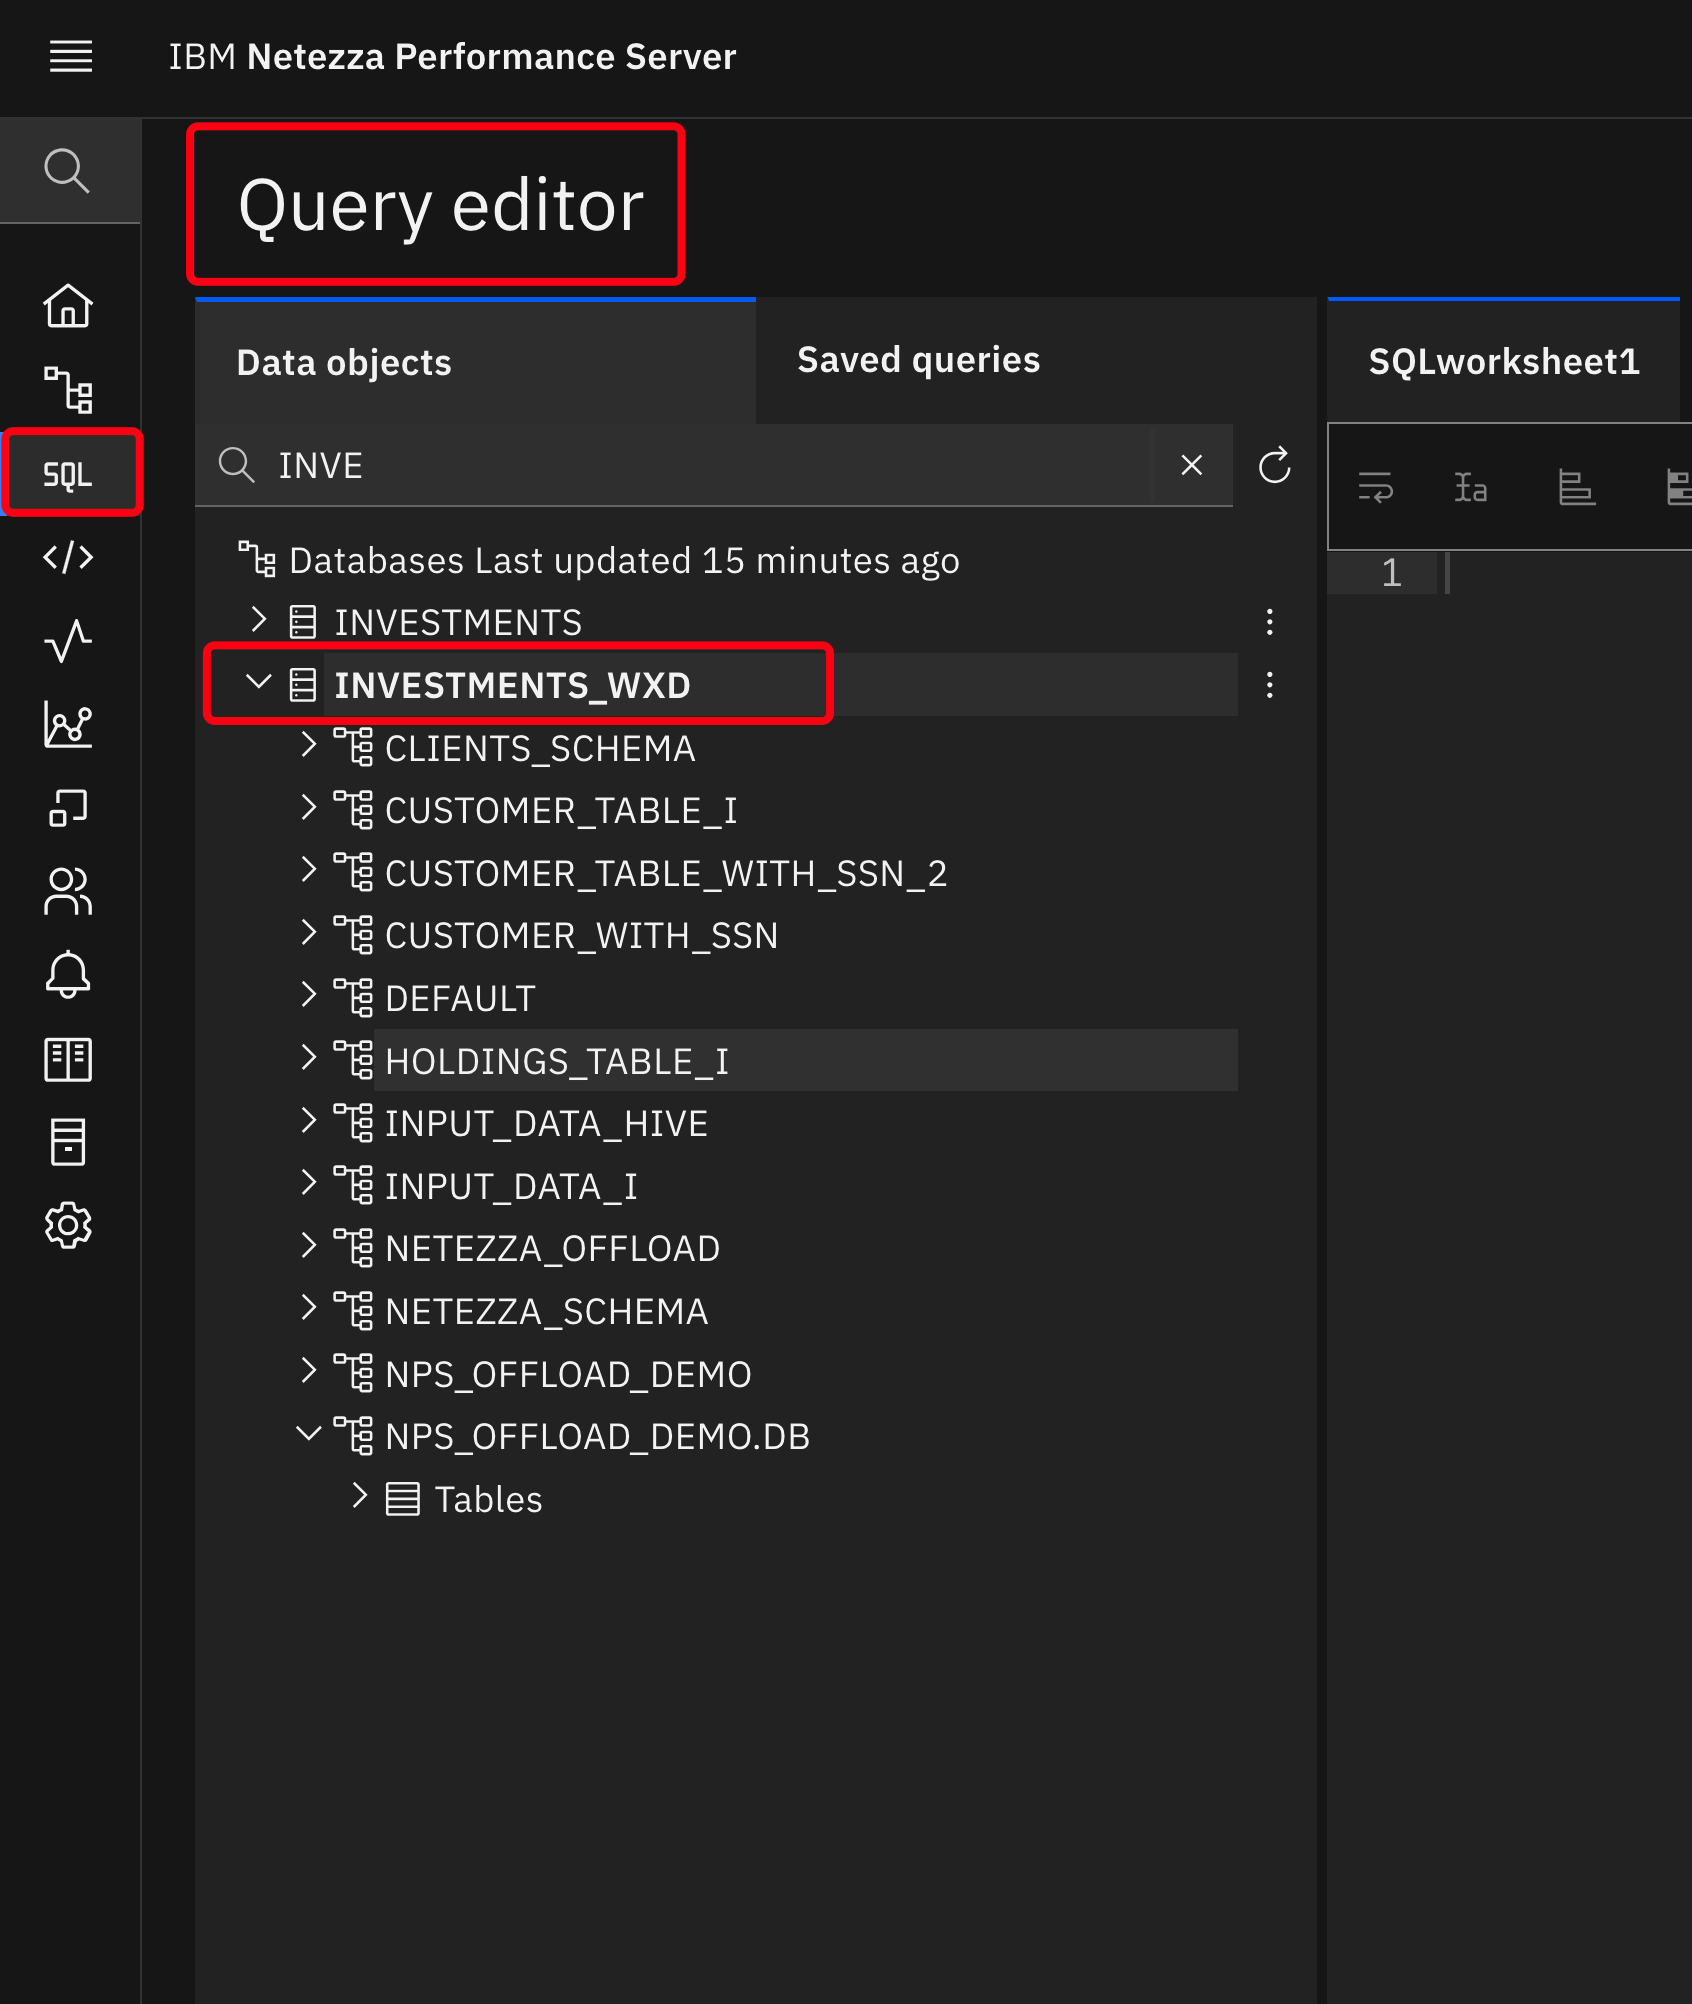 IBM Netezza Performance Server
Query editor
Data objects
Saved queries
SQLworksheet1
SQL
INVE
Databases Last updated 15 minutes ago
1
INVESTMENTS
INVESTMENTS_WXD
CLIENTS_SCHEMA
CUSTOMER_TABLE_I
CUSTOMER_TABLE_WITH_SSN_2
CUSTOMER_WITH_SSN
DEFAULT
HOLDINGS_TABLE_I
INPUT_DATA_HIVE
INPUT_DATA_I
NETEZZA_OFFLOAD
NETEZZA_SCHEMA
NPS_OFFLOAD_DEMO
NPS_OFFLOAD_DEMO.DB
Tables